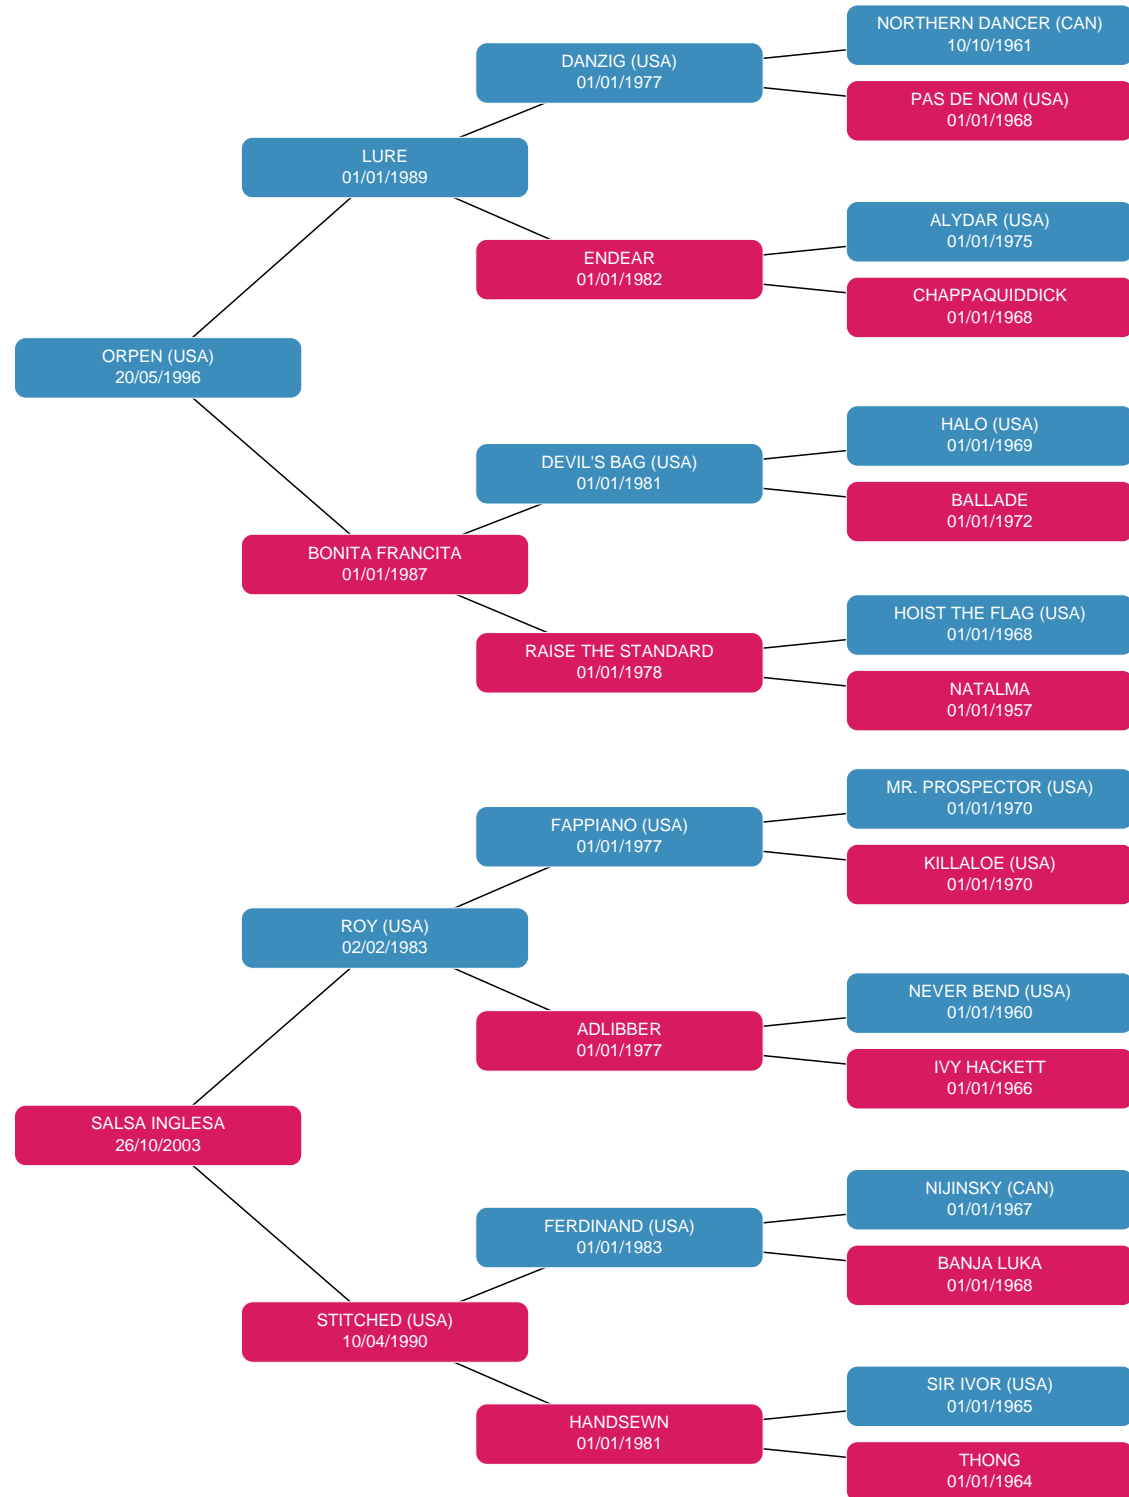 NORTHERN DANCER (CAN)
10/10/1961
DANZIG (USA)
01/01/1977
PAS DE NOM (USA)
01/01/1968
LURE
01/01/1989
ALYDAR (USA)
01/01/1975
ENDEAR
01/01/1982
CHAPPAQUIDDICK
01/01/1968
ORPEN (USA)
20/05/1996
HALO (USA)
01/01/1969
DEVIL'S BAG (USA)
01/01/1981
BALLADE
01/01/1972
BONITA FRANCITA
01/01/1987
HOIST THE FLAG (USA)
01/01/1968
RAISE THE STANDARD
01/01/1978
NATALMA
01/01/1957
MR. PROSPECTOR (USA)
01/01/1970
FAPPIANO (USA)
01/01/1977
KILLALOE (USA)
01/01/1970
ROY (USA)
02/02/1983
NEVER BEND (USA)
01/01/1960
ADLIBBER
01/01/1977
IVY HACKETT
01/01/1966
SALSA INGLESA
26/10/2003
NIJINSKY (CAN)
01/01/1967
FERDINAND (USA)
01/01/1983
BANJA LUKA
01/01/1968
STITCHED (USA)
10/04/1990
SIR IVOR (USA)
01/01/1965
HANDSEWN
01/01/1981
THONG
01/01/1964